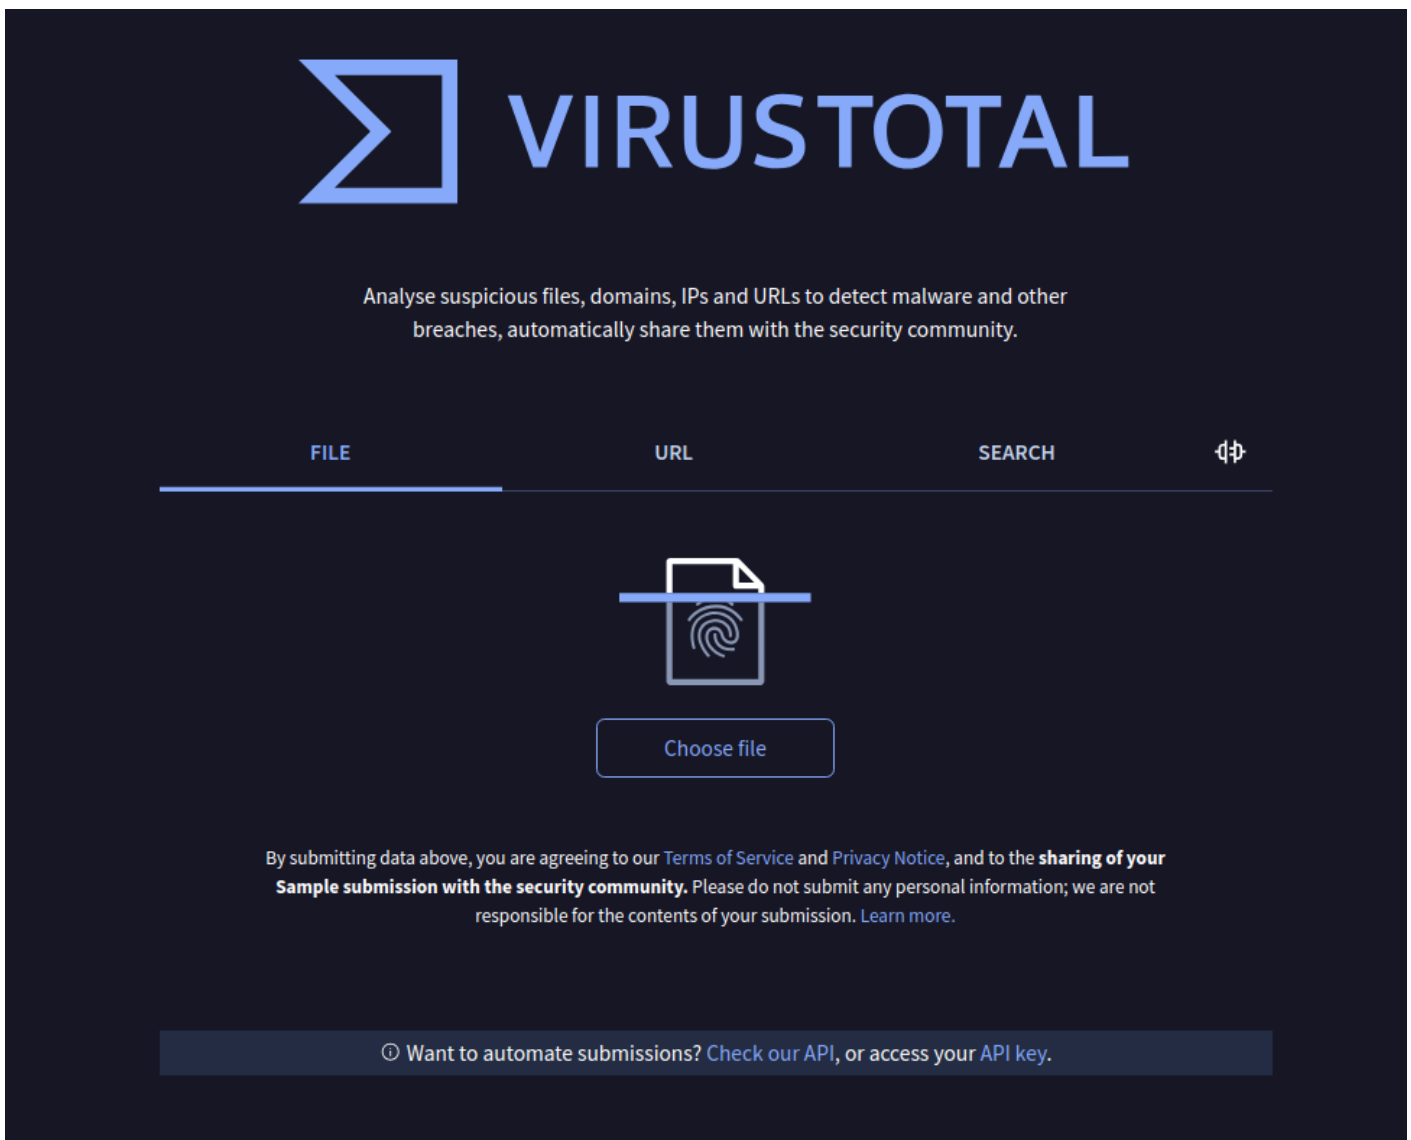 VIRUSTOTAL
Analyse suspicious files, domains, IPs and URLs to detect malware and other
breaches, automatically share them with the security community.
FILE
URL
SEARCH
Choose file
By submitting data above, you are agreeing to our Terms of Service and Privacy Notice, and to the sharing of your
Sample submission with the security community. Please do not submit any personal information; we are not
responsible for the contents of your submission. Learn more.
Want to automate submissions? Check our API, or access your API key.